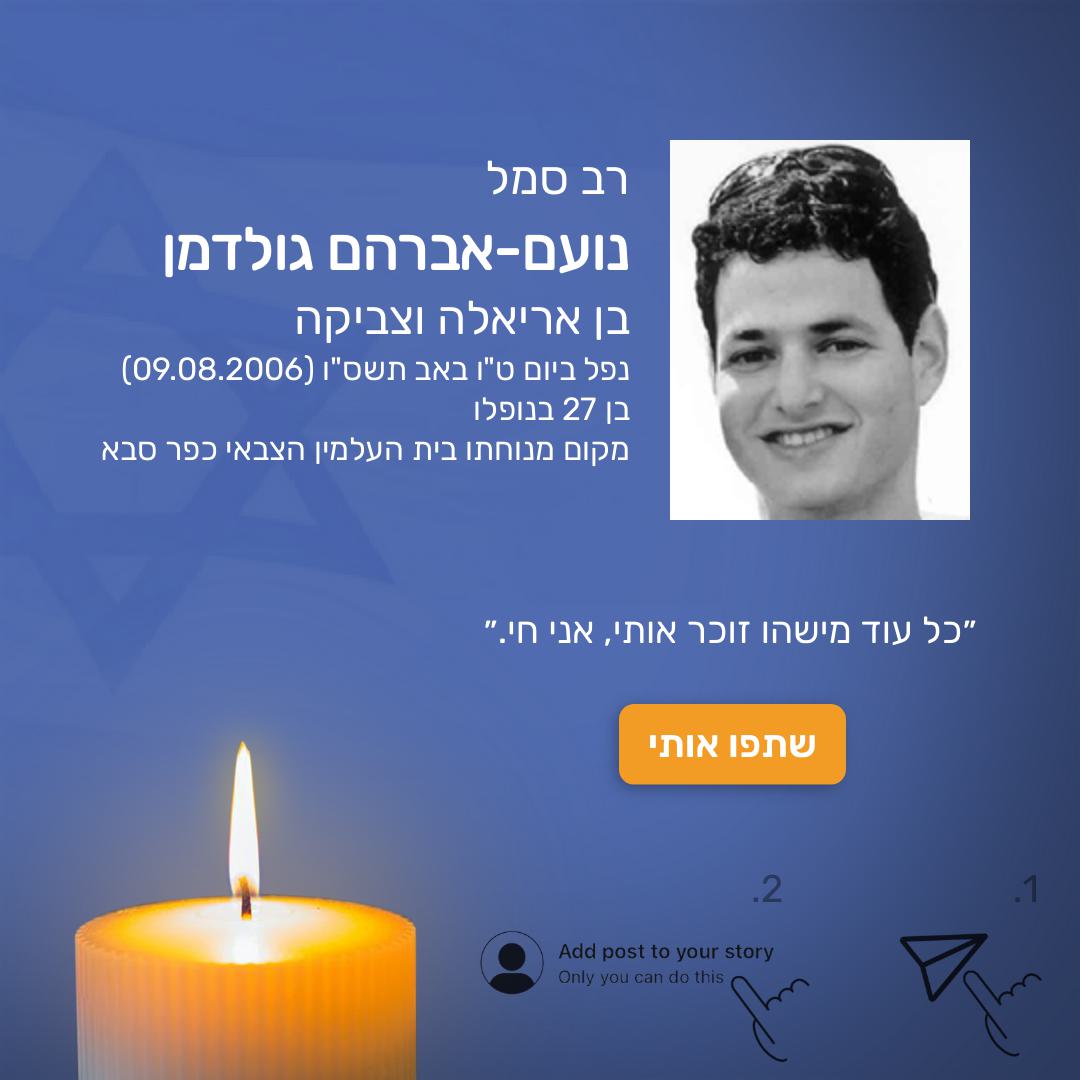 רב סמל
נועם-אברהם גולדמן
בן אריאלה וצביקה
נפל ביום ט"ו באב תשס"ו (09.08.2006)
בן 27 בנופלו
מקום מנוחתו בית העלמין הצבאי כפר סבא
״כל עוד מישהו זוכר אותי, אני חי.״
שתפו אותי
.1
.2
Add post to your story
Only you can do this